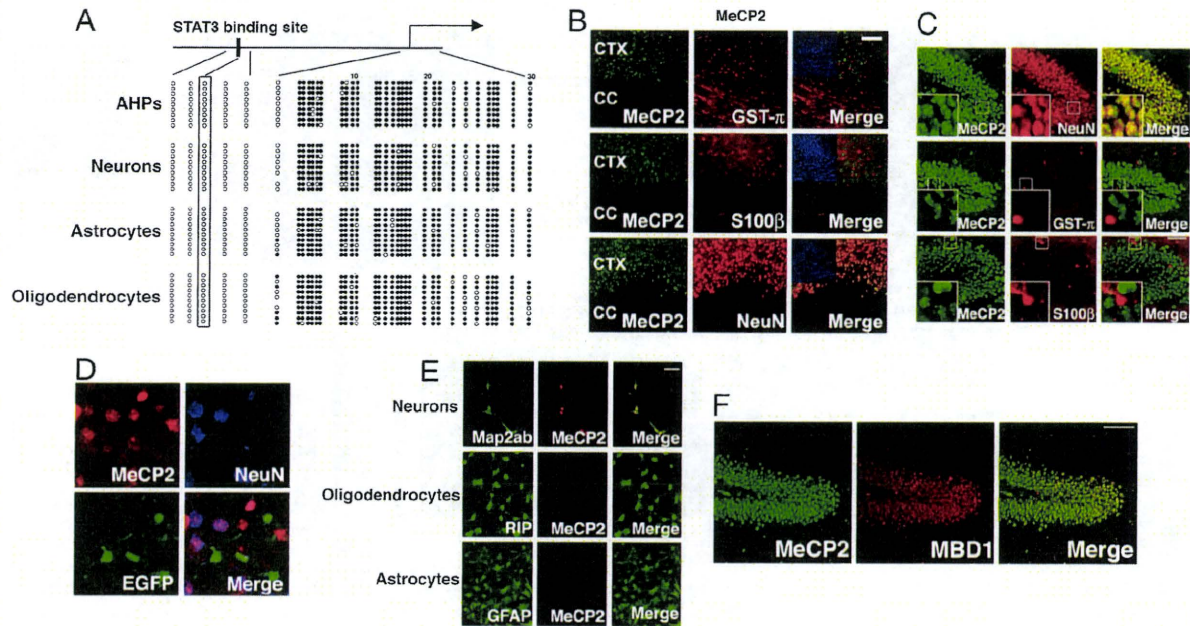 A
STAT3 binding site
10
20
30
AHPs
Neurons
Astrocytes
Oligodendrocytes
B
MeCP2
CTX
CC
MeCP2
GST-π
Merge
CTX
CC
MeCP2
S100β
Merge
CTX
CC
MeCP2
NeuN
Merge
C
MeCP2
NeuN
Merge
MeCP2
GST-π
Merge
MeCP2
S100β
Merge
D
MeCP2
NeuN
EGFP
Merge
E
Neurons
Map2ab
MeCP2
Merge
Oligodendrocytes
RIP
MeCP2
Merge
Astrocytes
GFAP
MeCP2
Merge
F
MeCP2
MBD1
Merge